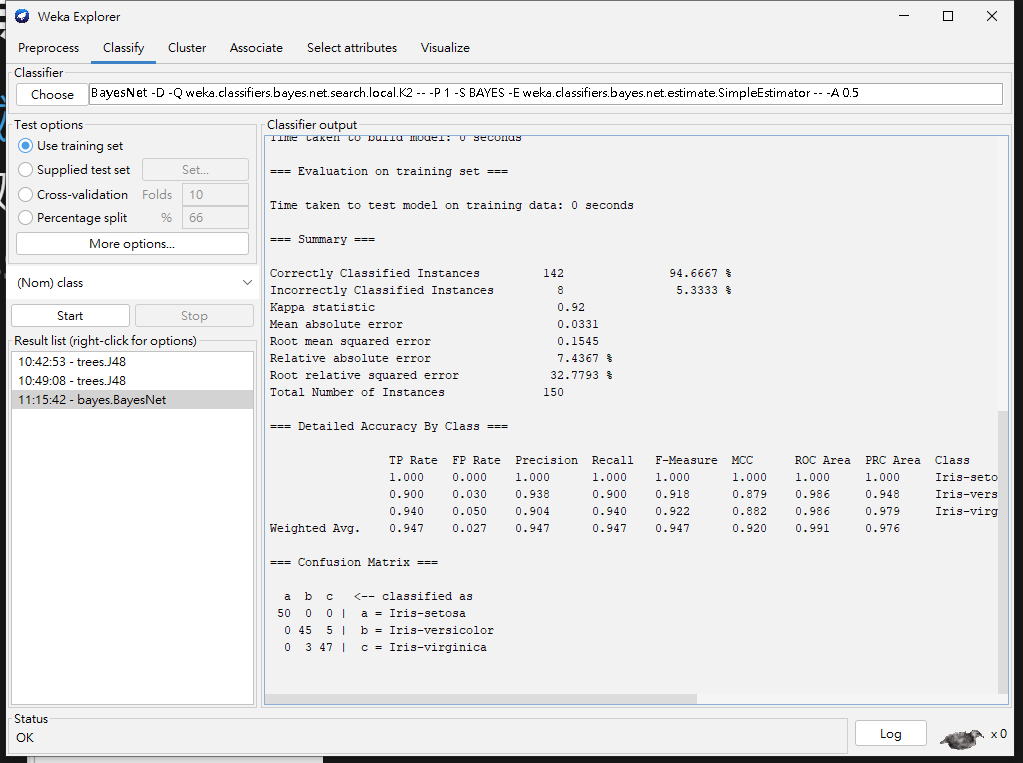 Weka Explorer
Preprocess Classify Cluster Associate Select attributes Visualize
Classifier
Choose BayesNet -D -Q weka.classifiers.bayes.net.search.local.K2 -- -P 1 -S BAYES -E weka.classifiers.bayes.net.estimate.SimpleEstimator -- -A 0.5
Test options
Use training set
Supplied test set Set...
Cross-validation Folds 10
Percentage split % 66
More options...
(Nom) class
Start Stop
Result list (right-click for options)
10:42:53 - trees.J48
10:49:08 - trees.J48
11:15:42 - bayes.BayesNet
Classifier output
Time taken to build model: 0 seconds
=== Evaluation on training set ===
Time taken to test model on training data: 0 seconds
=== Summary ===
Correctly Classified Instances 142 94.6667 %
Incorrectly Classified Instances 8 5.3333 %
Kappa statistic 0.92
Mean absolute error 0.0331
Root mean squared error 0.1545
Relative absolute error 7.4367 %
Root relative squared error 32.7793 %
Total Number of Instances 150
=== Detailed Accuracy By Class ===
TP Rate FP Rate Precision Recall F-Measure MCC ROC Area PRC Area Class
1.000 0.000 1.000 1.000 1.000 1.000 1.000 1.000 Iris-seto
0.900 0.030 0.938 0.900 0.918 0.879 0.986 0.948 Iris-vers
0.940 0.050 0.904 0.940 0.922 0.882 0.986 0.979 Iris-virg
Weighted Avg. 0.947 0.027 0.947 0.947 0.947 0.920 0.991 0.976
=== Confusion Matrix ===
a b c <-- classified as
50 0 0 | a = Iris-setosa
0 45 5 | b = Iris-versicolor
0 3 47 | c = Iris-virginica
Status
OK
Log x 0